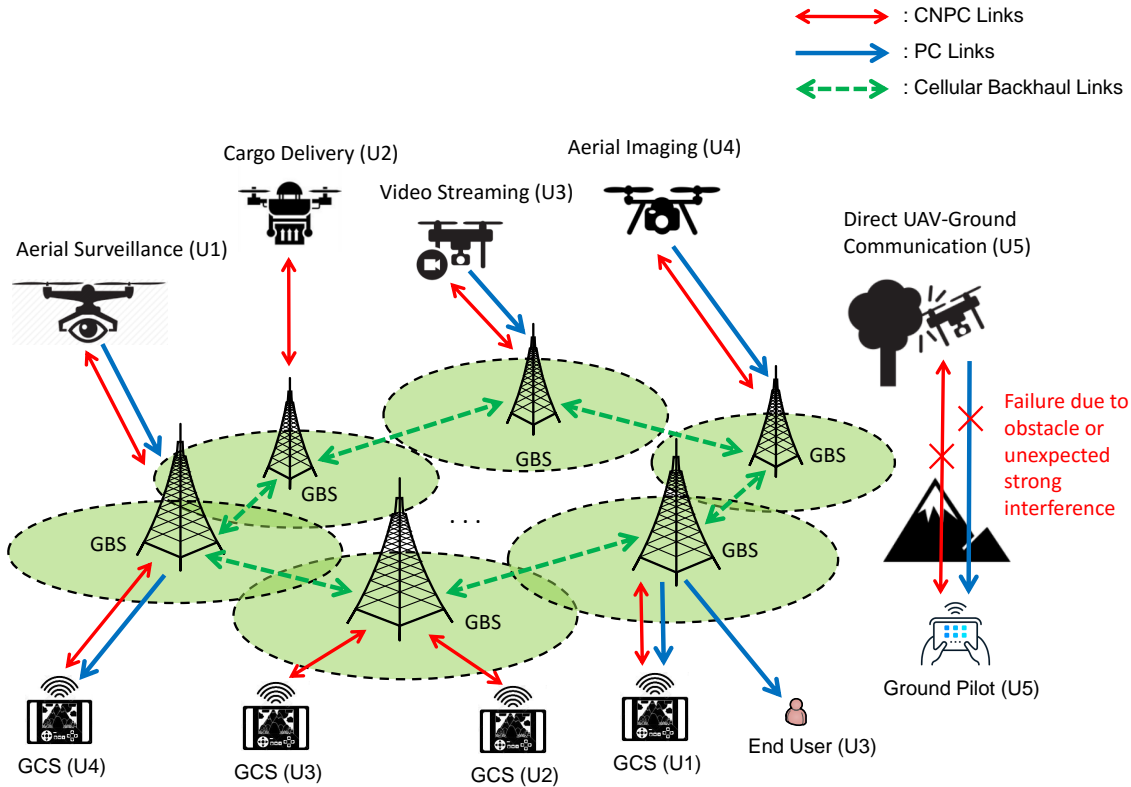 : CNPC Links
: PC Links
: Cellular Backhaul Links
Cargo Delivery (U2)
Aerial Imaging (U4)
Video Streaming (U3)
Direct UAV-Ground
Communication (U5)
Aerial Surveillance (U1)
Failure due to
obstacle or
unexpected
strong
interference
GBS
GBS
GBS
GBS
GBS
GBS
. . .
Ground Pilot (U5)
End User (U3)
GCS (U4)
GCS (U3)
GCS (U2)
GCS (U1)